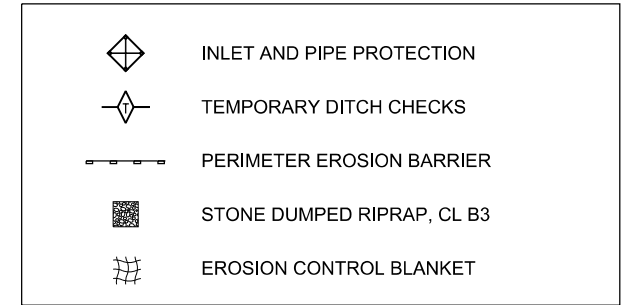 INLET AND PIPE PROTECTION
T TEMPORARY DITCH CHECKS
PERIMETER EROSION BARRIER
STONE DUMPED RIPRAP, CL B3
EROSION CONTROL BLANKET